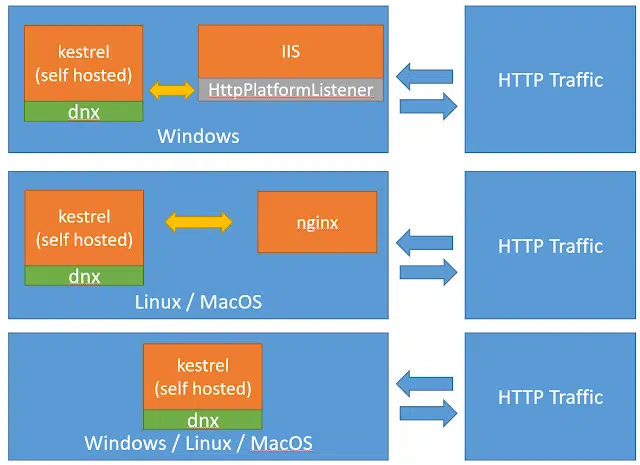 kestrel
(self hosted)
dnx
IIS
HttpPlatformListener
Windows
HTTP Traffic
kestrel
(self hosted)
dnx
nginx
Linux / MacOS
HTTP Traffic
kestrel
(self hosted)
dnx
Windows / Linux / MacOS
HTTP Traffic